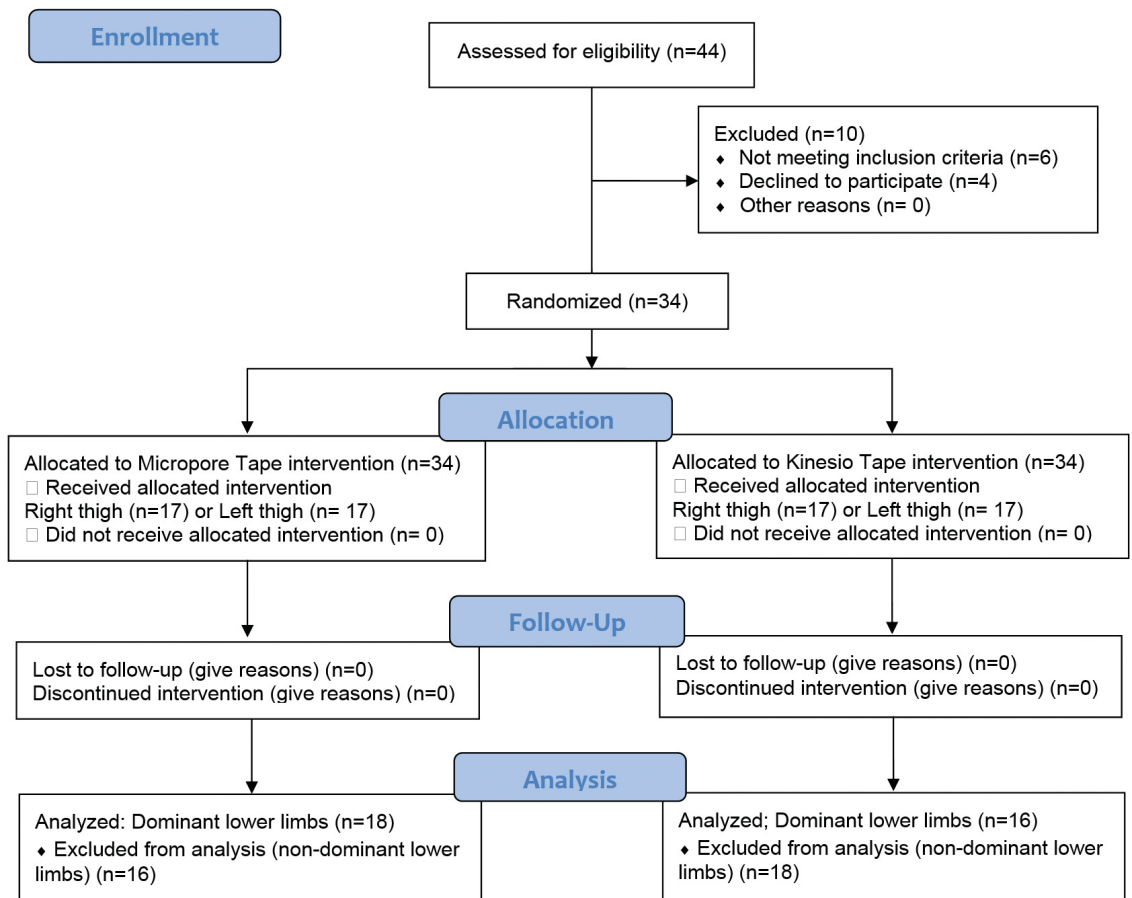 Enrollment
Assessed for eligibility (n=44)
Excluded (n=10)
♦ Not meeting inclusion criteria (n=6)
♦ Declined to participate (n=4)
♦ Other reasons (n= 0)
Randomized (n=34)
Allocation
Allocated to Micropore Tape intervention (n=34)
□ Received allocated intervention
Right thigh (n=17) or Left thigh (n= 17)
□ Did not receive allocated intervention (n= 0)
Allocated to Kinesio Tape intervention (n=34)
□ Received allocated intervention
Right thigh (n=17) or Left thigh (n= 17)
□ Did not receive allocated intervention (n= 0)
Follow-Up
Lost to follow-up (give reasons) (n=0)
Discontinued intervention (give reasons) (n=0)
Lost to follow-up (give reasons) (n=0)
Discontinued intervention (give reasons) (n=0)
Analysis
Analyzed: Dominant lower limbs (n=18)
♦ Excluded from analysis (non-dominant lower
limbs) (n=16)
Analyzed; Dominant lower limbs (n=16)
♦ Excluded from analysis (non-dominant lower
limbs) (n=18)